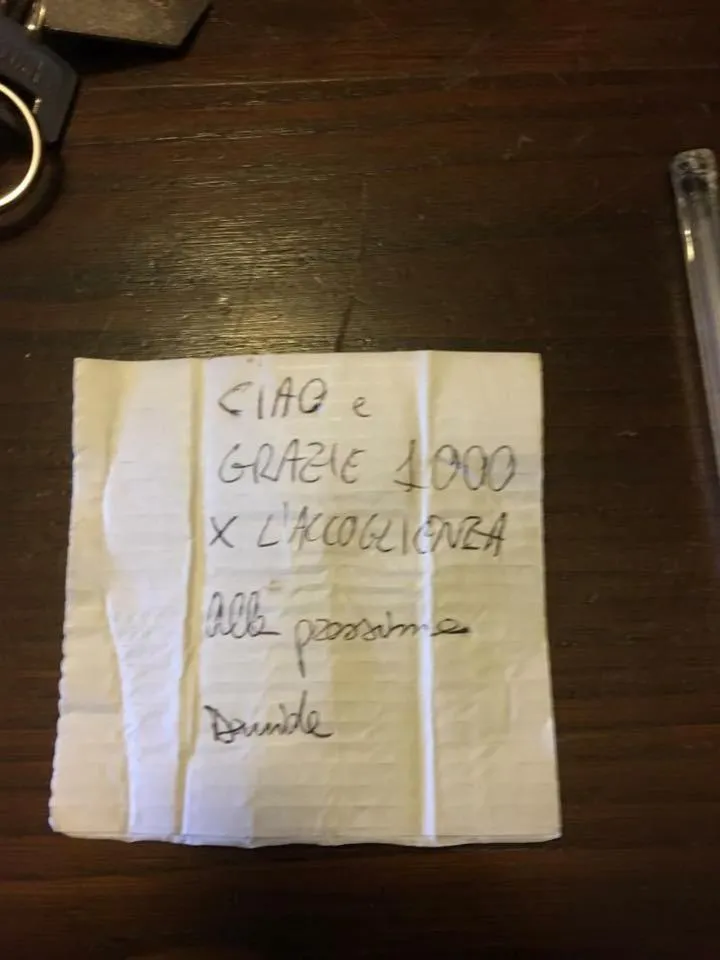 CIAO e
GRAZIE 1000
X L'ACCOGLIENZA
Alla prossima
Davide